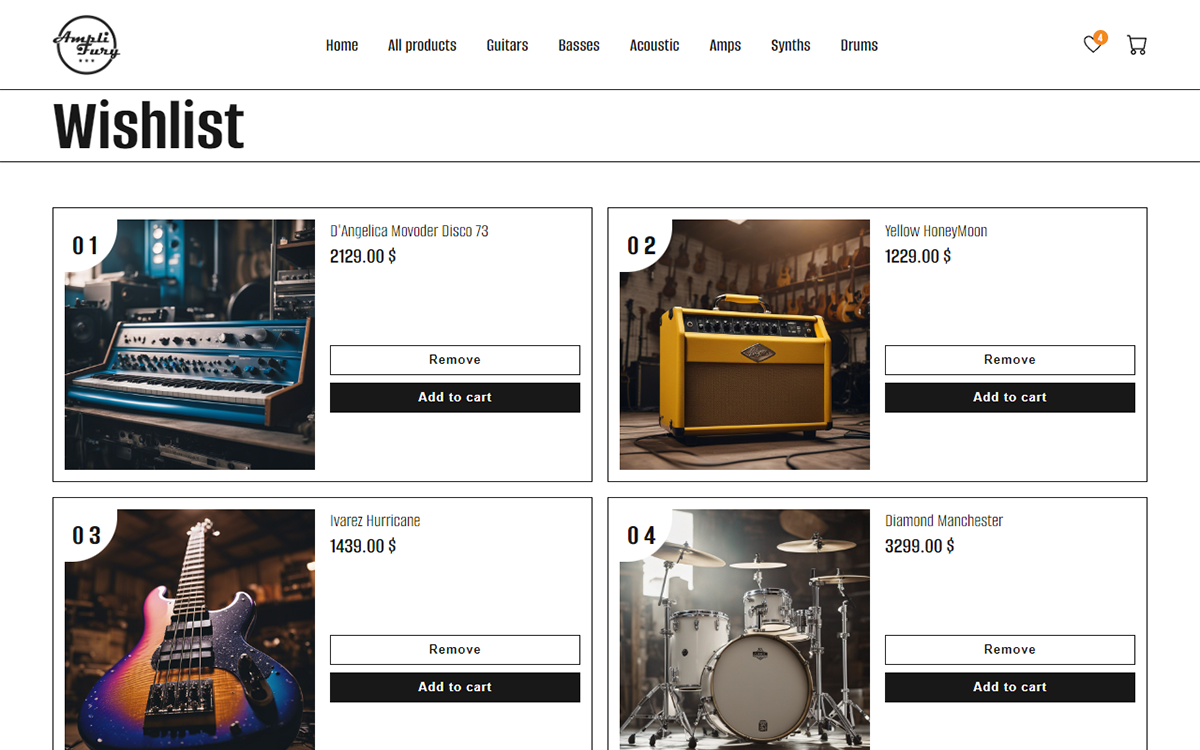 Ampli
Fury
Home All products Guitars Basses Acoustic Amps Synths Drums
4
Wishlist
01
D'Angelica Movoder Disco 73
2129.00 $
Remove
Add to cart
02
Yellow HoneyMoon
1229.00 $
Remove
Add to cart
03
Ivarez Hurricane
1439.00 $
Remove
Add to cart
04
Diamond Manchester
3299.00 $
Remove
Add to cart